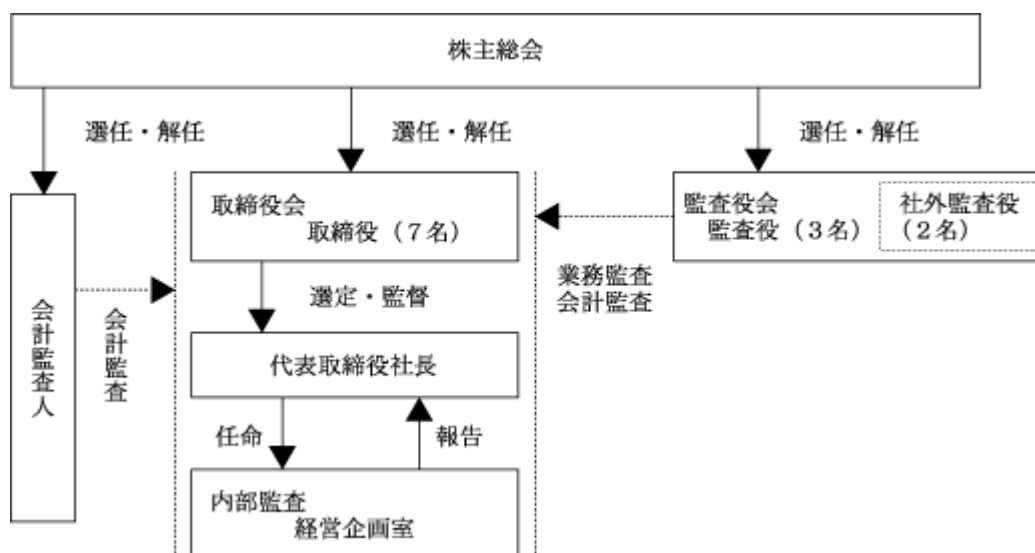 株主総会
選任・解任
選任・解任
選任・解任
取締役会
取締役（７名）
監査役会
監査役（３名）
社外監査役
（２名）
業務監査
会計監査
選定・監督
会計監査人
会計監査
代表取締役社長
任命
報告
内部監査
経営企画室